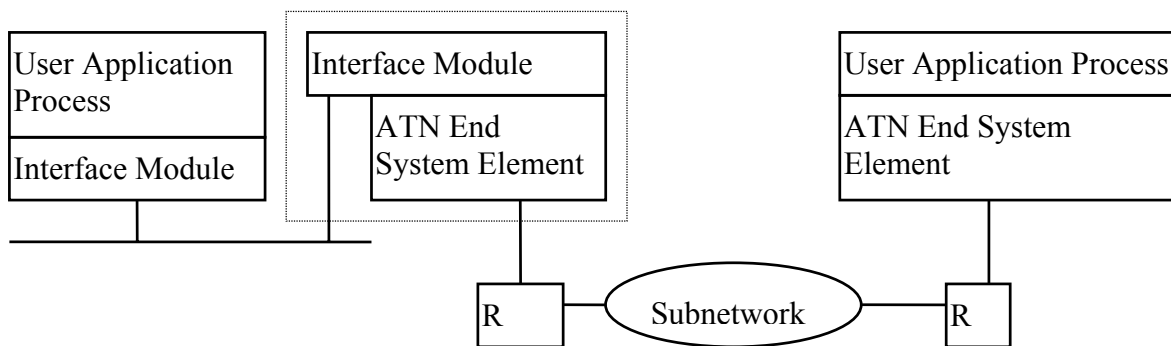 User Application
Process
Interface Module
Interface Module
ATN End
System Element
User Application Process
ATN End System
Element
R
Subnetwork
R